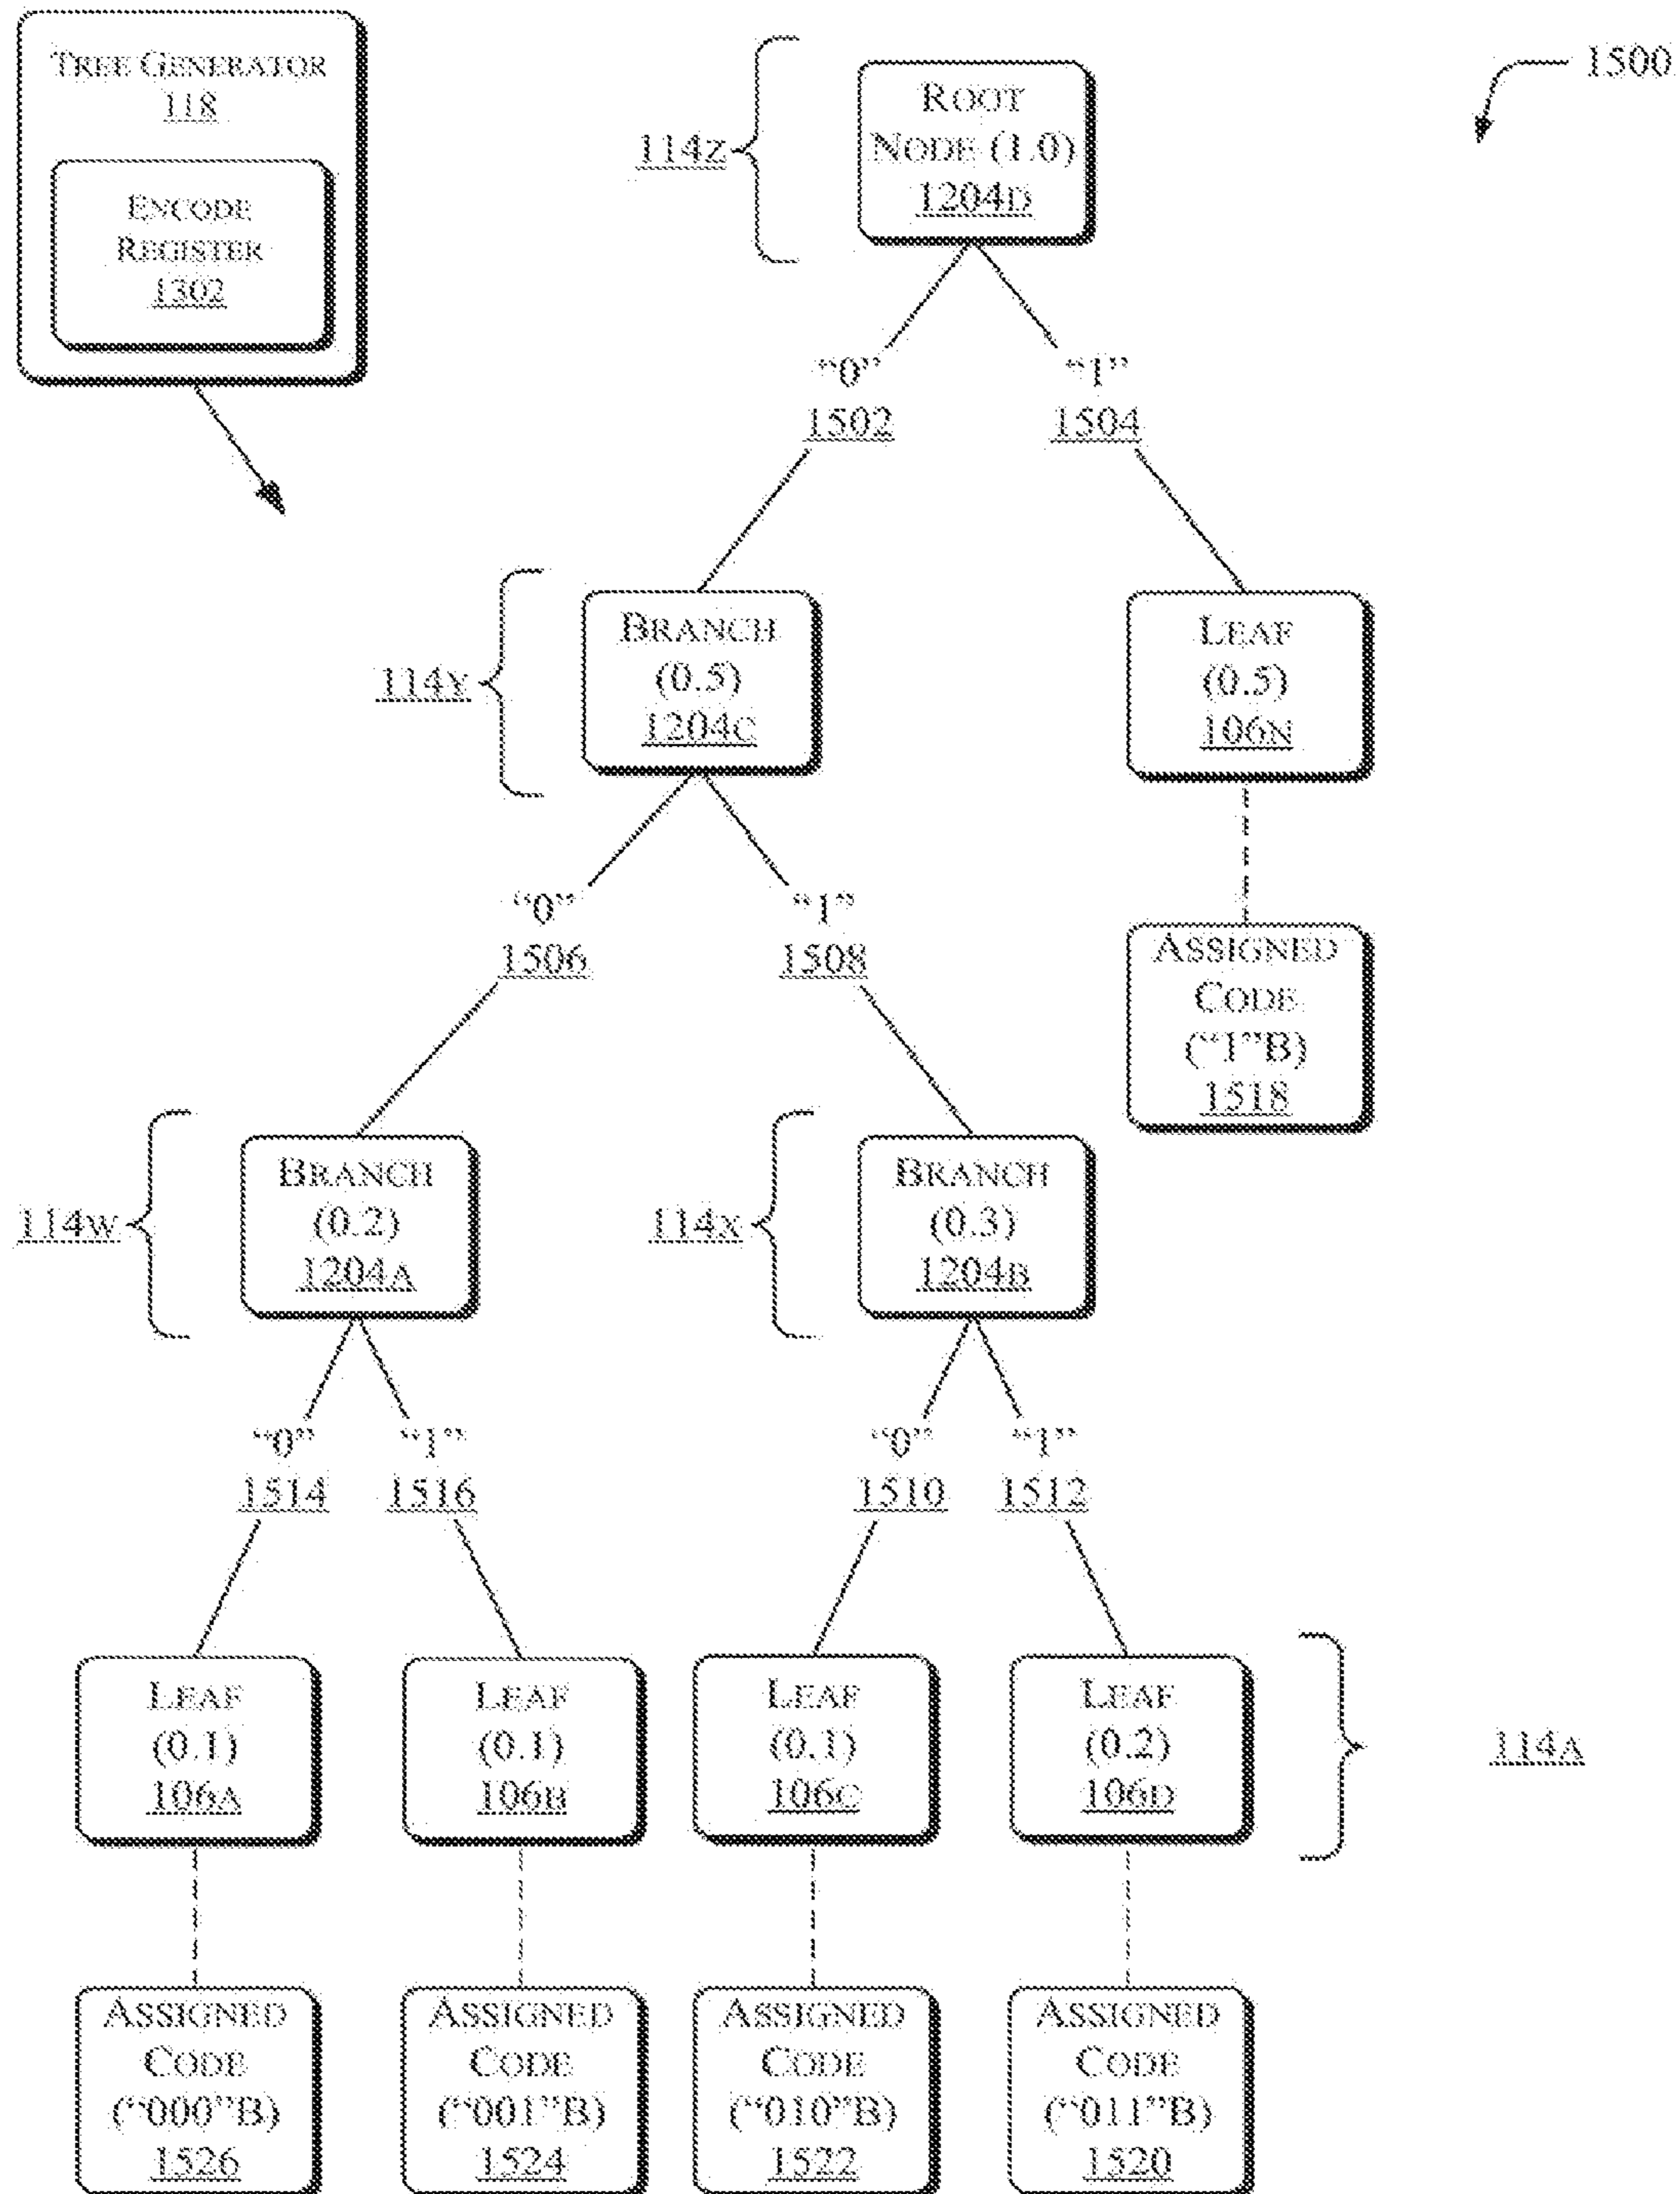 TREE GENERATOR
118
ENCODE
REGISTER
1302
1500
114Z
ROOT
NODE (1.0)
1204D
“0”
1502
“1”
1504
114Y
BRANCH
(0.5)
1204C
LEAF
(0.5)
106N
“0”
1506
“1”
1508
ASSIGNED
CODE
(“1”B)
1518
114W
BRANCH
(0.2)
1204A
114X
BRANCH
(0.3)
1204B
“0”
1514
“1”
1516
“0”
1510
“1”
1512
LEAF
(0.1)
106A
LEAF
(0.1)
106B
LEAF
(0.1)
106C
LEAF
(0.2)
106D
114A
ASSIGNED
CODE
(“000”B)
1526
ASSIGNED
CODE
(“001”B)
1524
ASSIGNED
CODE
(“010”B)
1522
ASSIGNED
CODE
(“011”B)
1520